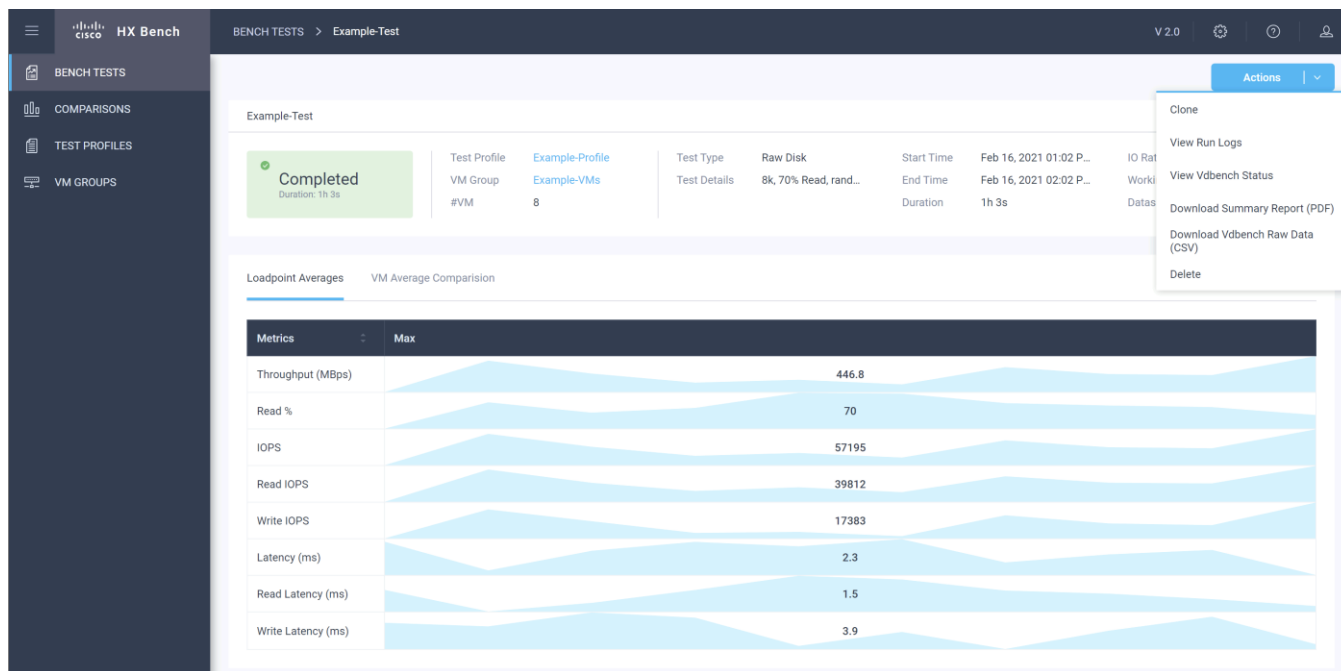 cisco HX Bench
BENCH TESTS > Example-Test
V 2.0
BENCH TESTS
COMPARISONS
TEST PROFILES
VM GROUPS
Actions
Clone
View Run Logs
View Vdbench Status
Download Summary Report (PDF)
Download Vdbench Raw Data
(CSV)
Delete
Example-Test
Completed
Duration: 1h 3s
Test Profile Example-Profile
VM Group Example-VMs
#VM 8
Test Type Raw Disk
Test Details 8k, 70% Read, rand...
Start Time Feb 16, 2021 01:02 P...
End Time Feb 16, 2021 02:02 P...
Duration 1h 3s
IO Rat
Worki
Datas
Loadpoint Averages VM Average Comparision
Metrics Max
Throughput (MBps) 446.8
Read % 70
IOPS 57195
Read IOPS 39812
Write IOPS 17383
Latency (ms) 2.3
Read Latency (ms) 1.5
Write Latency (ms) 3.9